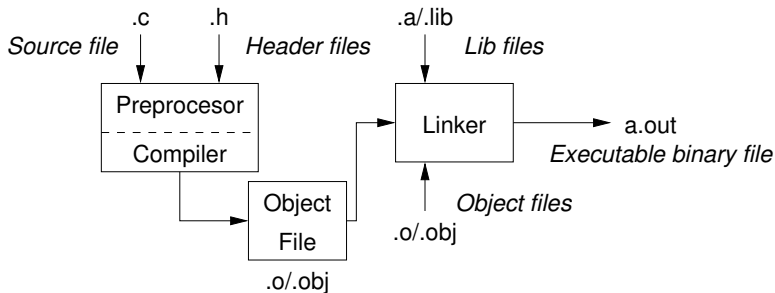 .c
.h
.a/.lib
Source file
Header files
Lib files
Preprocesor
Compiler
Linker
a.out
Executable binary file
Object
File
.o/.obj
Object files
.o/.obj